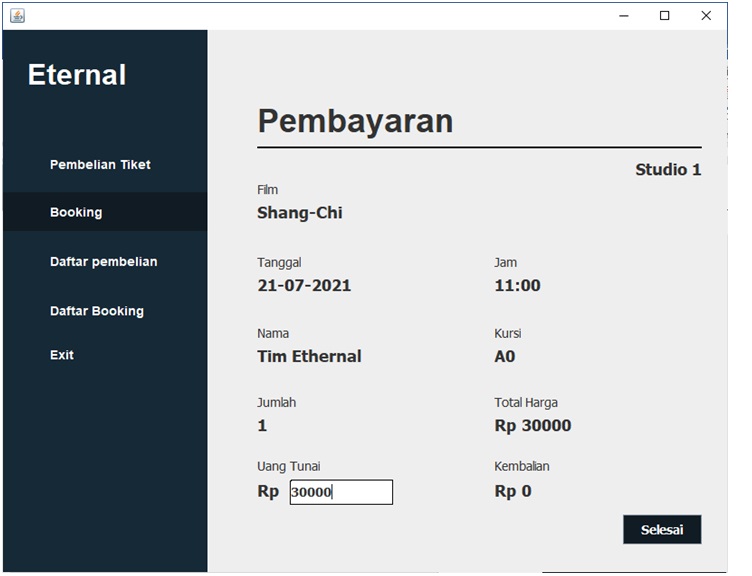 Eternal
Pembelian Tiket
Booking
Daftar pembelian
Daftar Booking
Exit
Pembayaran
Studio 1
Film
Shang-Chi
Tanggal
Jam
21-07-2021
11:00
Nama
Kursi
Tim Ethernal
A0
Jumlah
Total Harga
1
Rp 30000
Uang Tunai
Kembalian
Rp 30000
Rp 0
Selesai